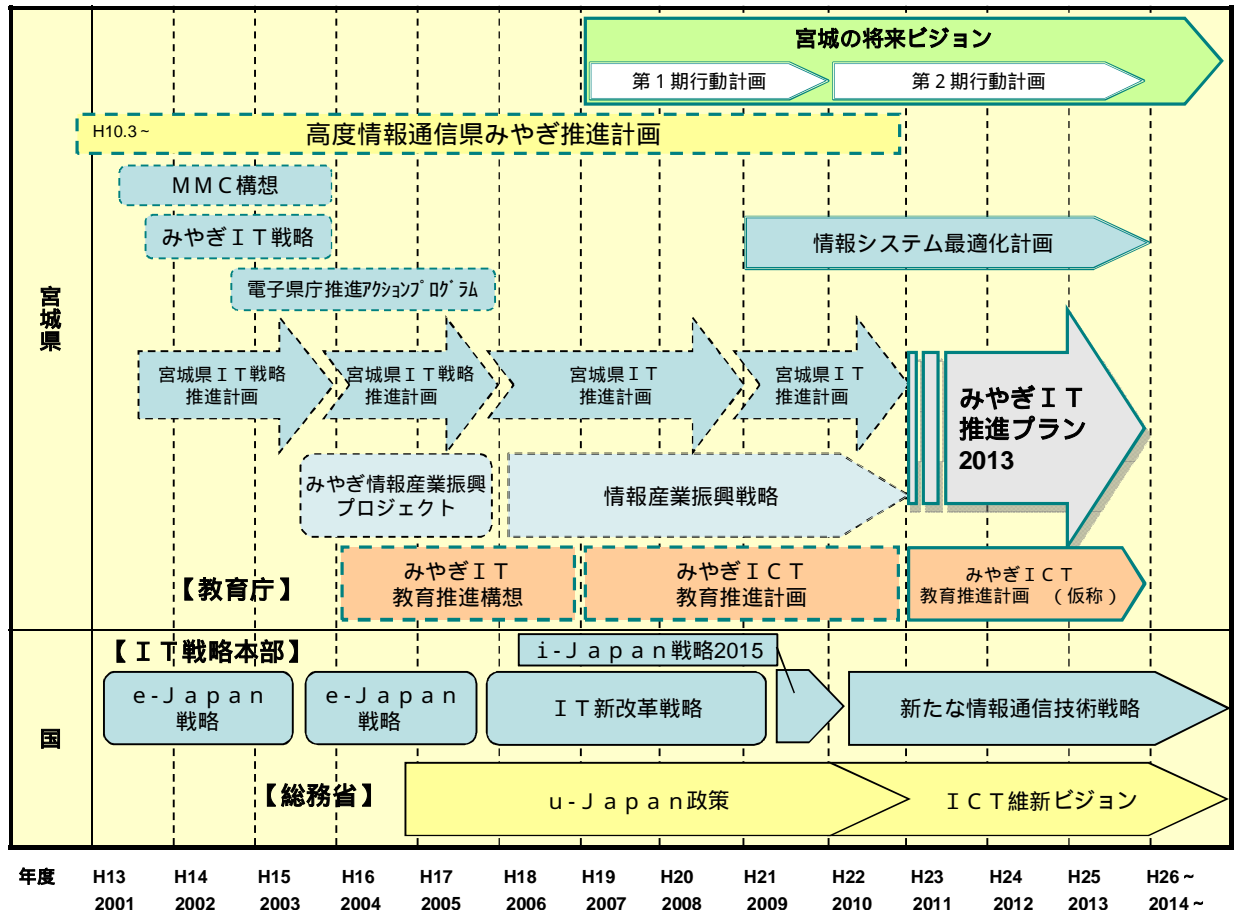 宮城の将来ビジョン
第１期行動計画
第２期行動計画
H10.3～
高度情報通信県みやぎ推進計画
ＭＭＣ構想
みやぎＩＴ戦略
情報システム最適化計画
電子県庁推進ｱｸｼｮﾝﾌﾟﾛｸﾞﾗﾑ
宮城県
宮城県ＩＴ戦略
推進計画
宮城県ＩＴ戦略
推進計画
宮城県ＩＴ
推進計画
宮城県ＩＴ
推進計画
みやぎＩＴ
推進プラン
2013
みやぎ情報産業振興
プロジェクト
情報産業振興戦略
【教育庁】
みやぎＩＴ
教育推進構想
みやぎＩＣＴ
教育推進計画
みやぎＩＣＴ
教育推進計画　（仮称）
国
【ＩＴ戦略本部】
ｉ-Ｊａｐａｎ戦略2015
ｅ-Ｊａｐａｎ
戦略
ｅ-Ｊａｐａｎ
戦略
ＩＴ新改革戦略
新たな情報通信技術戦略
【総務省】
ｕ-Ｊａｐａｎ政策
ＩＣＴ維新ビジョン
年度 H13 H14 H15 H16 H17 H18 H19 H20 H21 H22 H23 H24 H25 H26～
2001 2002 2003 2004 2005 2006 2007 2008 2009 2010 2011 2012 2013 2014～